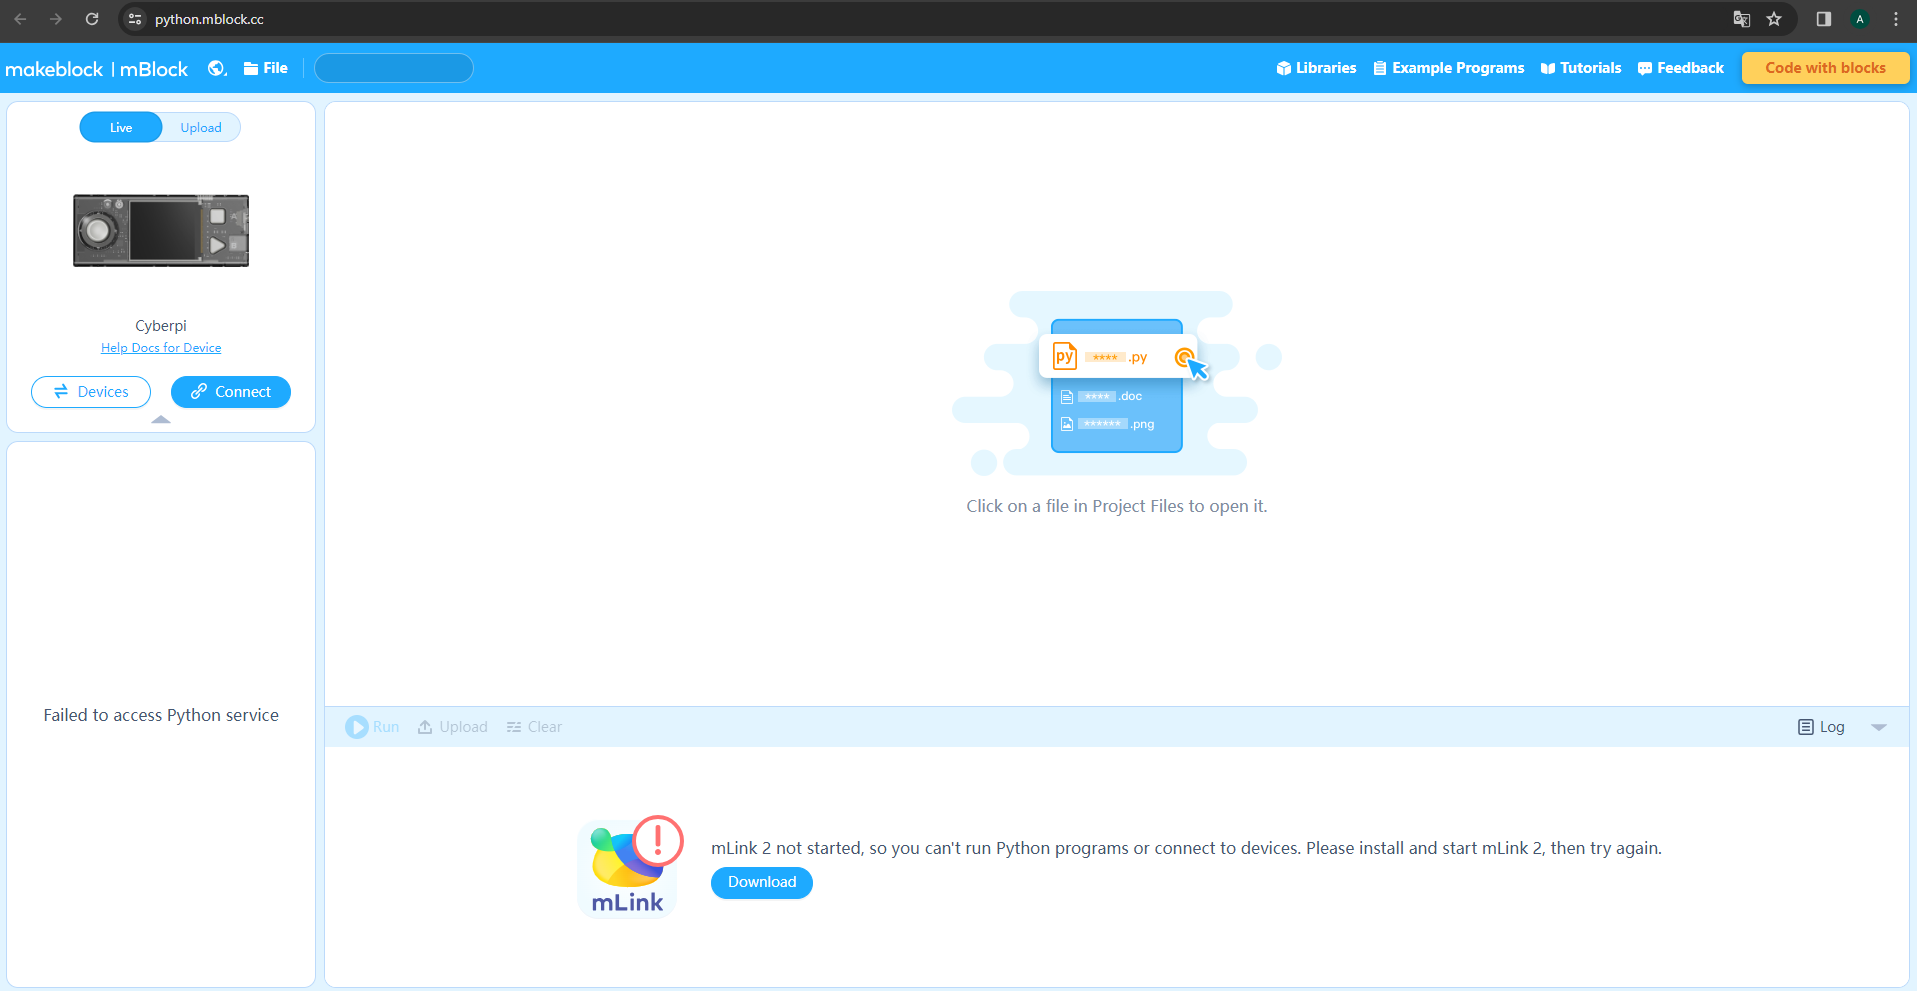 python.mblock.cc
A
makeblock | mBlock
File
Libraries
Example Programs
Tutorials
Feedback
Code with blocks
Live
Upload
Cyberpi
Help Docs for Device
Devices
Connect
Failed to access Python service
py
****.py
****.doc
******.png
Click on a file in Project Files to open it.
Run
Upload
Clear
Log
mLink
mLink 2 not started, so you can't run Python programs or connect to devices. Please install and start mLink 2, then try again.
Download